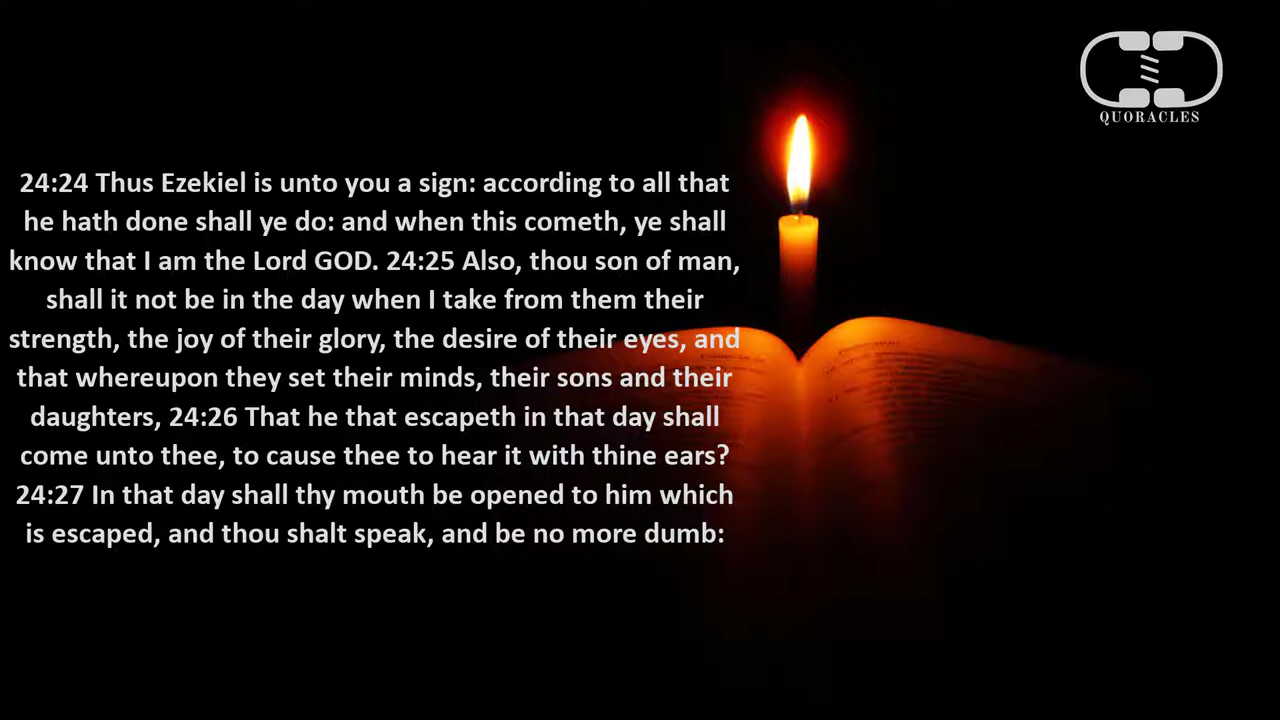 QUORACLES
24:24 Thus Ezekiel is unto you a sign: according to all that
he hath done shall ye do: and when this cometh, ye shall
know that I am the Lord GOD. 24:25 Also, thou son of man,
shall it not be in the day when I take from them their
strength, the joy of their glory, the desire of their eyes, and
that whereupon they set their minds, their sons and their
daughters, 24:26 That he that escapeth in that day shall
come unto thee, to cause thee to hear it with thine ears?
24:27 In that day shall thy mouth be opened to him which
is escaped, and thou shalt speak, and be no more dumb: